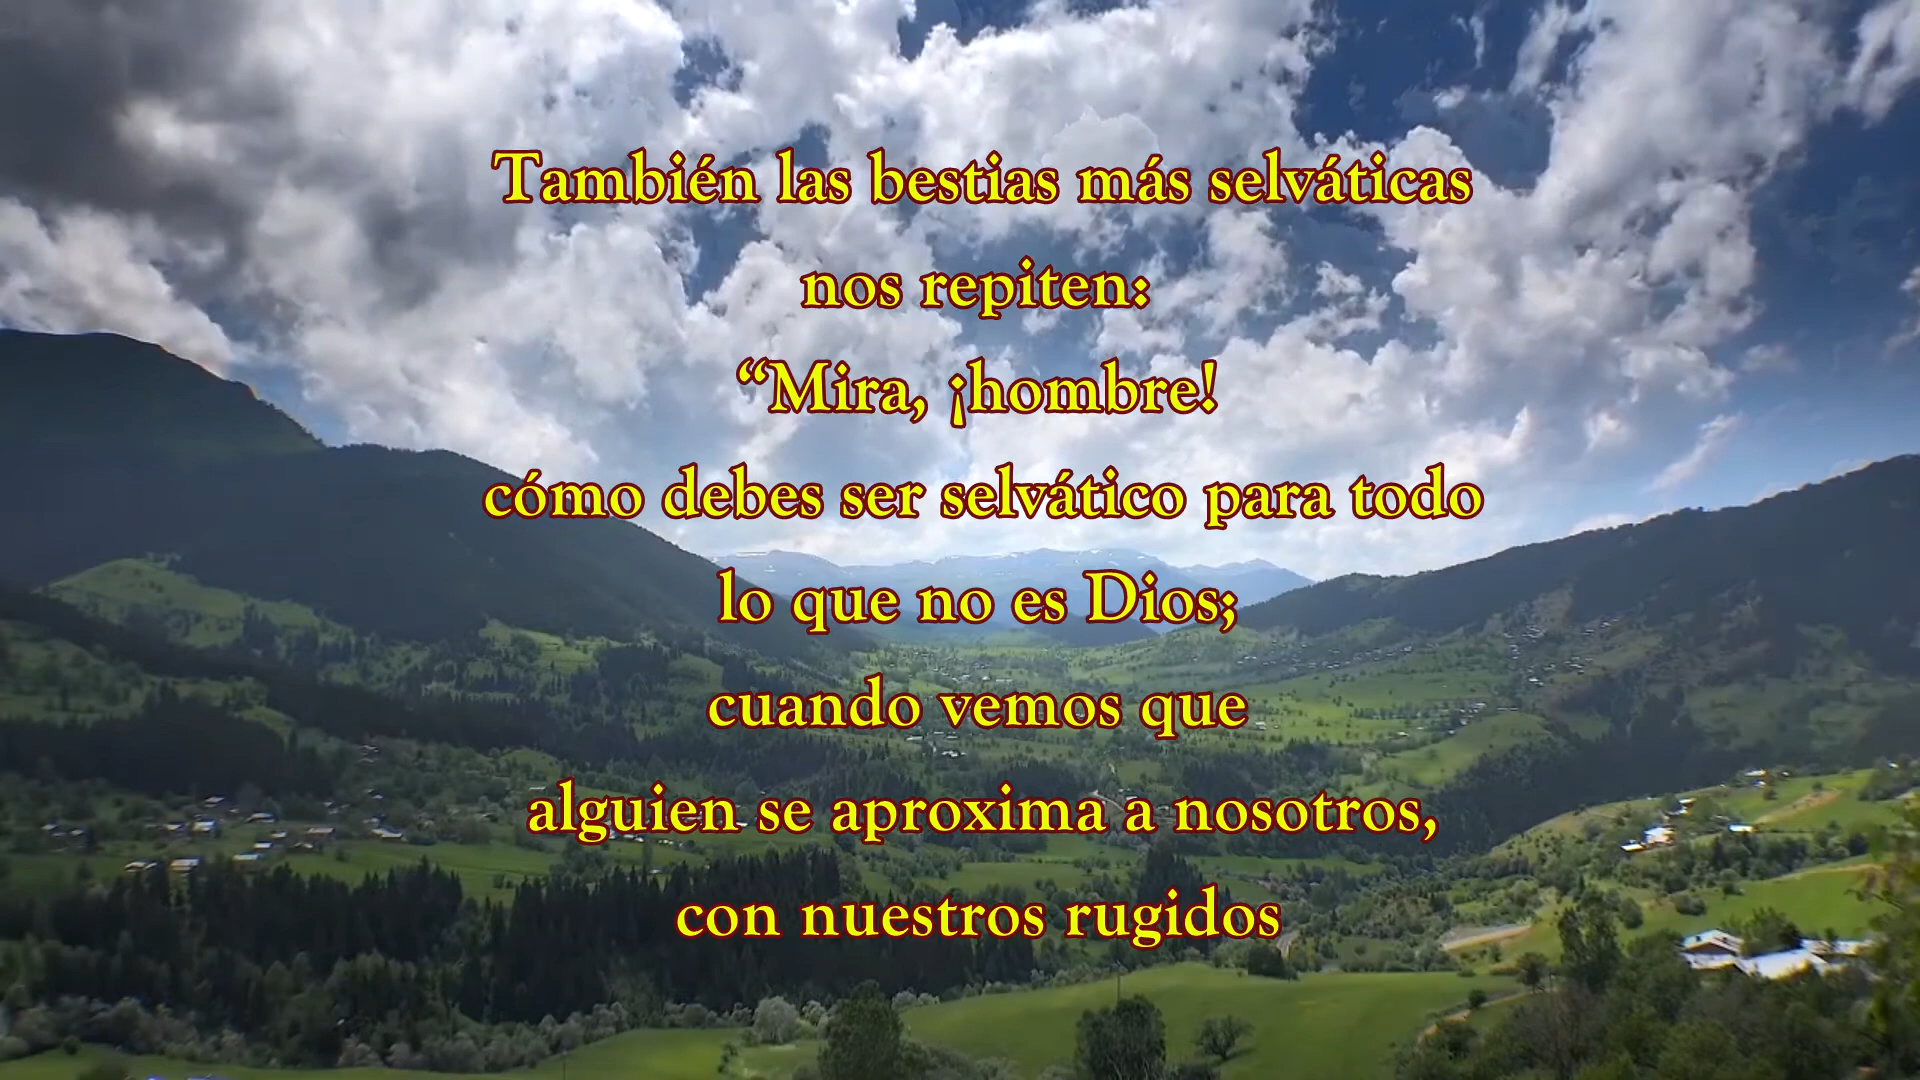 También las bestias más selváticas
nos repiten:
“Mira, ¡hombre!
cómo debes ser selvático para todo
lo que no es Dios;
cuando vemos que
alguien se aproxima a nosotros,
con nuestros rugidos